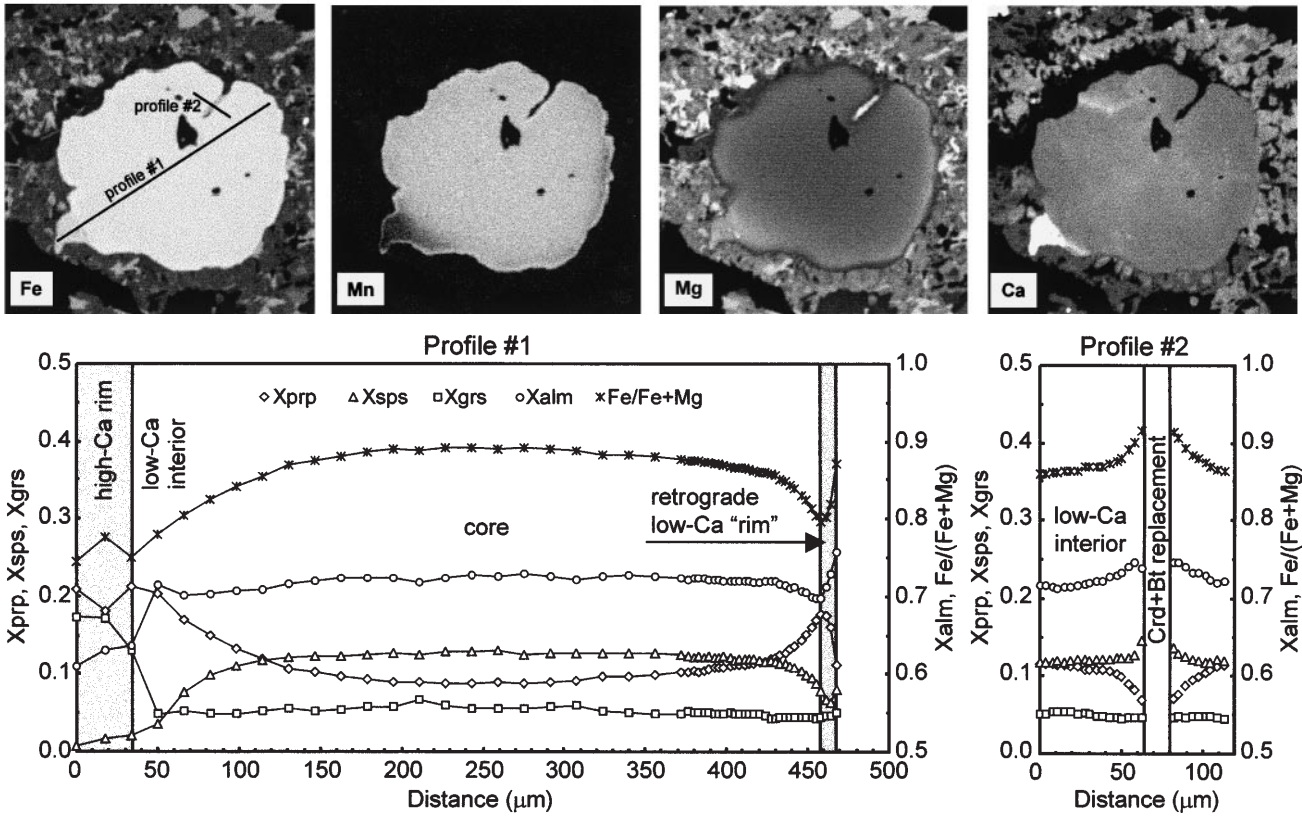 profile #2
profile #1
Fe
Mn
Mg
Ca
Profile #1
Profile #2
0.5
0.4
0.3
0.2
0.1
0.0
Xprp, Xsps, Xgrs
high-Ca rim
low-Ca
interior
Xprp
Xsps
Xgrs
Xalm
Fe/Fe+Mg
core
retrograde
low-Ca "rim"
1.0
0.9
0.8
0.7
0.6
0.5
Xalm, Fe/(Fe+Mg)
0
50
100
150
200
250
300
350
400
450
500
Distance (μm)
0.5
0.4
0.3
0.2
0.1
0.0
Xprp, Xsps, Xgrs
low-Ca
interior
Crd+Bt replacement
1.0
0.9
0.8
0.7
0.6
0.5
Xalm, Fe/(Fe+Mg)
0
50
100
Distance (μm)